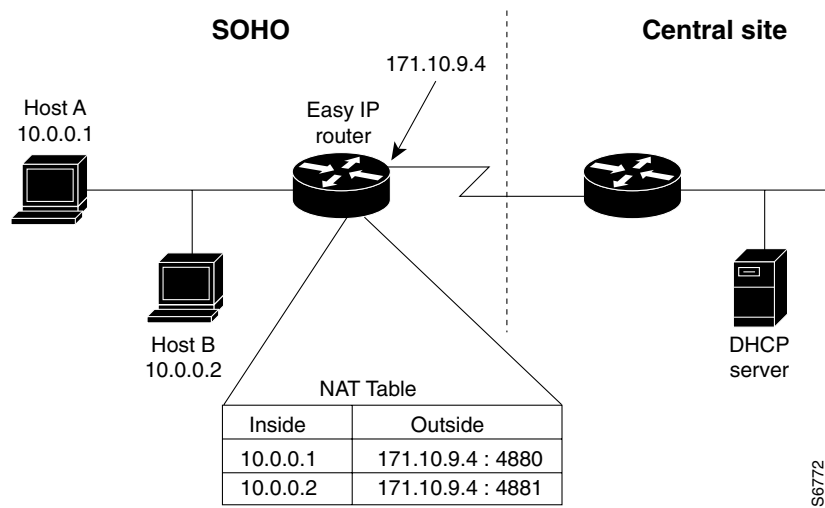 SOHO
Central site
171.10.9.4
Host A
10.0.0.1
Easy IP
router
Host B
10.0.0.2
DHCP
server
NAT Table
Inside Outside
10.0.0.1 171.10.9.4 : 4880
10.0.0.2 171.10.9.4 : 4881
S6772